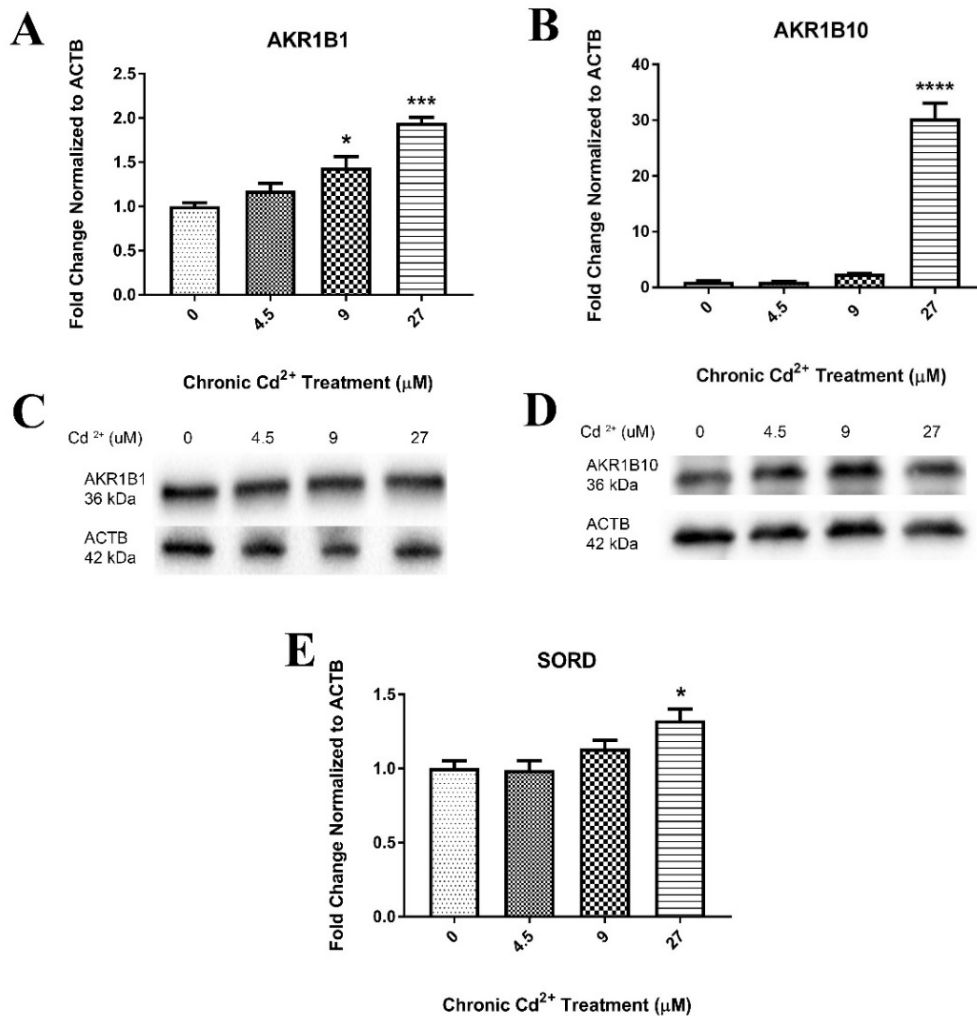 A
AKR1B1
Fold Change Normalized to ACTB
2.5
2.0
1.5
1.0
0.5
0.0
*
***
0
4.5
9
27
Chronic Cd²⁺ Treatment (μM)
B
AKR1B10
Fold Change Normalized to ACTB
40
30
20
10
0
****
0
4.5
9
27
Chronic Cd²⁺ Treatment (μM)
C
Cd ²⁺ (uM) 0 4.5 9 27
AKR1B1
36 kDa
ACTB
42 kDa
D
Cd ²⁺ (uM) 0 4.5 9 27
AKR1B10
36 kDa
ACTB
42 kDa
E
SORD
Fold Change Normalized to ACTB
1.5
1.0
0.5
0.0
*
0
4.5
9
27
Chronic Cd²⁺ Treatment (μM)